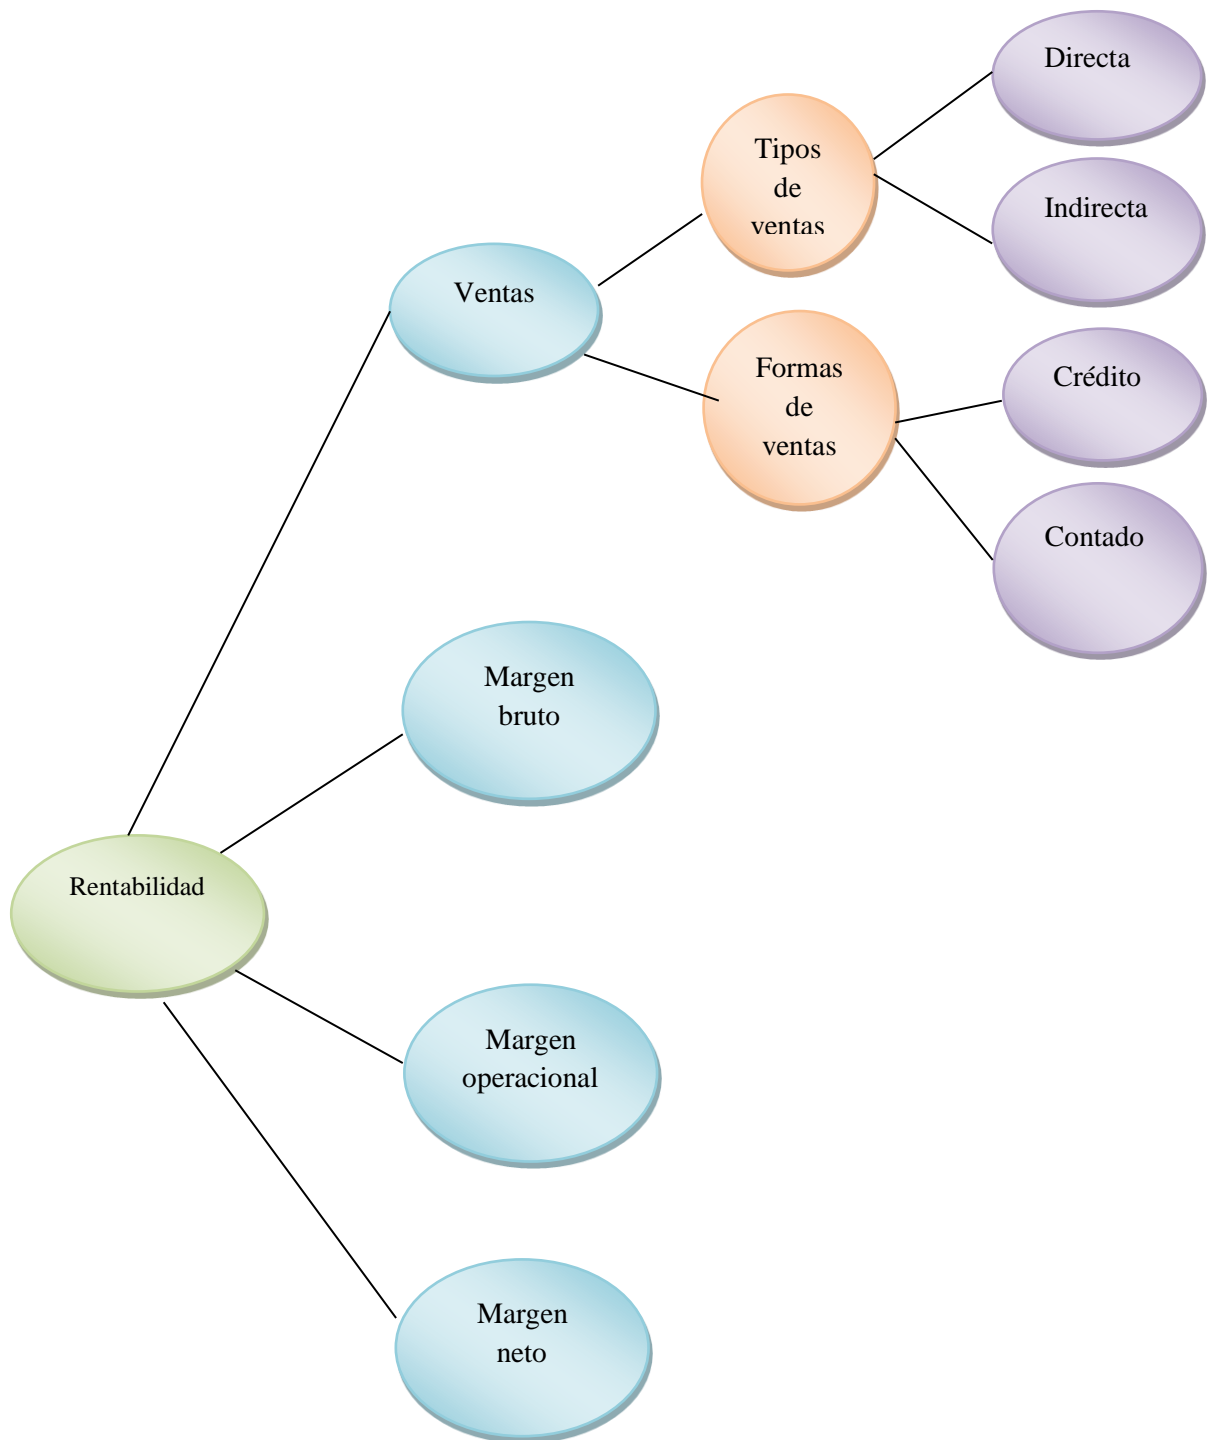 Directa
Tipos
de
ventas
Indirecta
Ventas
Formas
de
ventas
Crédito
Contado
Margen
bruto
Rentabilidad
Margen
operacional
Margen
neto